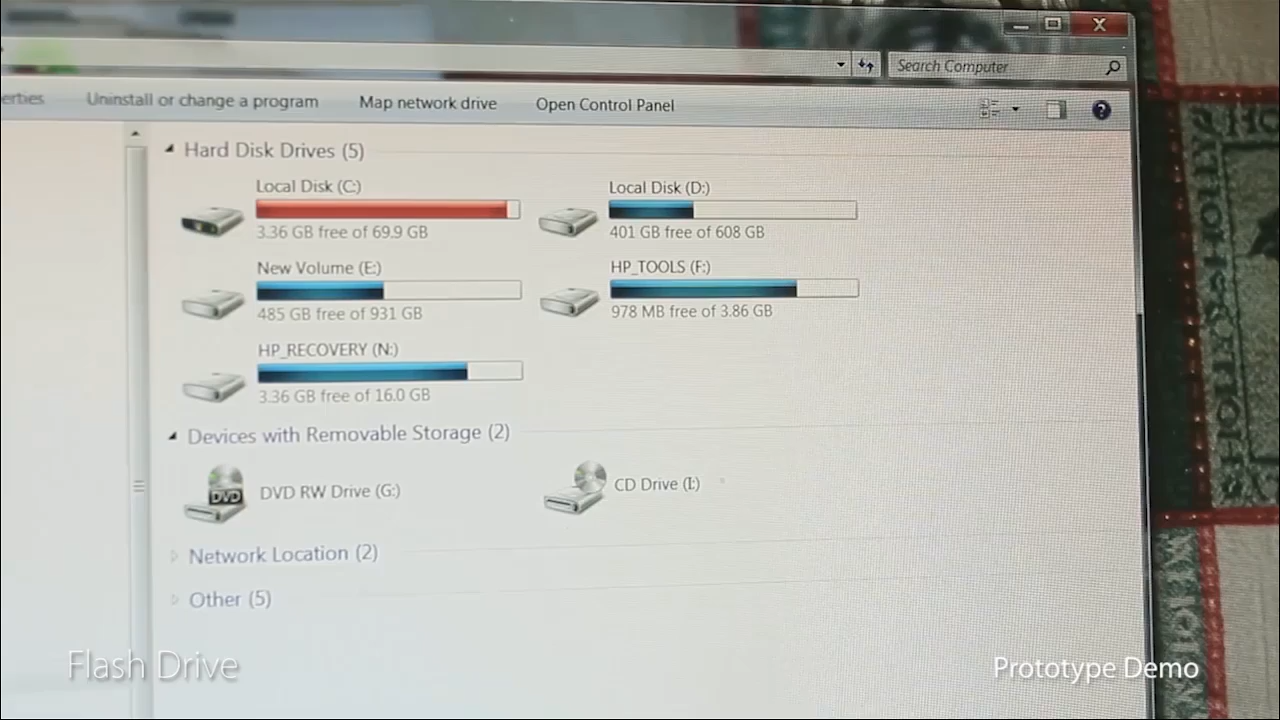 Search Computer
erties Uninstall or change a program Map network drive Open Control Panel
Hard Disk Drives (5)
Local Disk (C:)
3.36 GB free of 69.9 GB
Local Disk (D:)
401 GB free of 608 GB
New Volume (E:)
485 GB free of 931 GB
HP_TOOLS (F:)
978 MB free of 3.86 GB
HP_RECOVERY (N:)
3.36 GB free of 16.0 GB
Devices with Removable Storage (2)
DVD
DVD RW Drive (G:)
CD Drive (I:)
Network Location (2)
Other (5)
Flash Drive
Prototype Demo